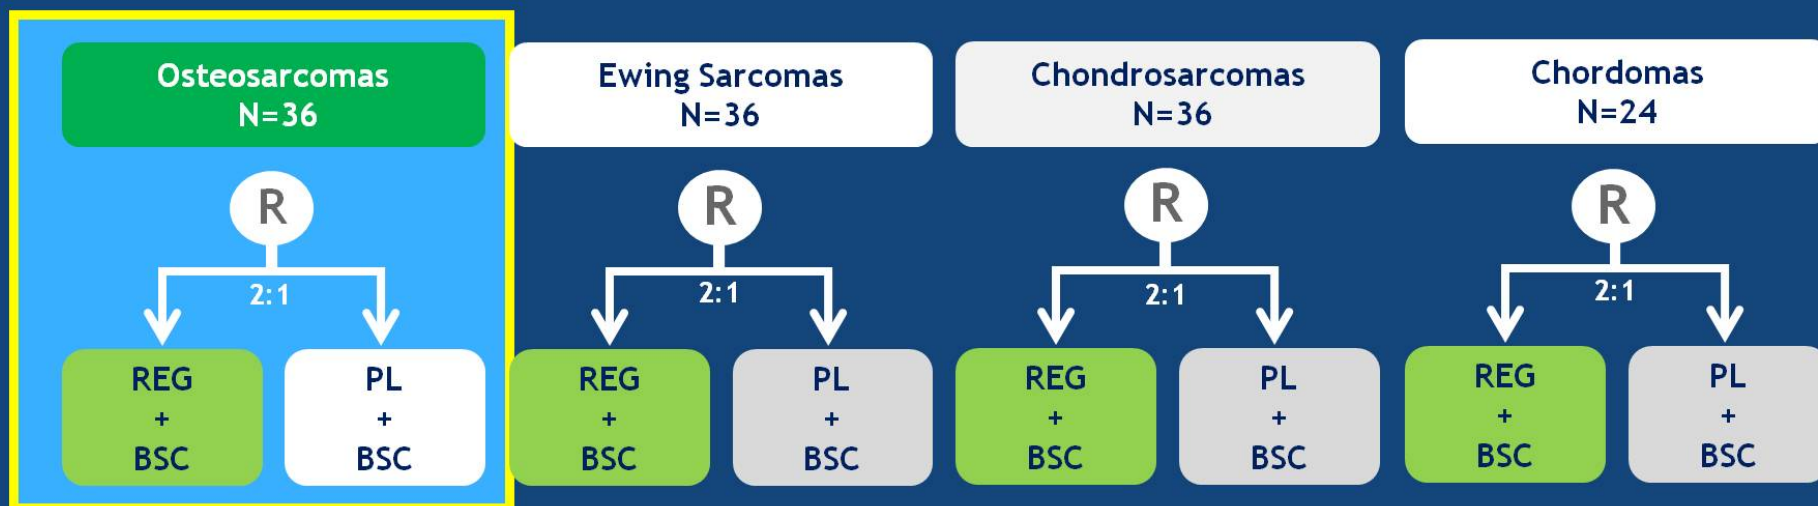 Osteosarcomas
N=36
R
2:1
REG
+
BSC
PL
+
BSC
Ewing Sarcomas
N=36
R
2:1
REG
+
BSC
PL
+
BSC
Chondrosarcomas
N=36
R
2:1
REG
+
BSC
PL
+
BSC
Chordomas
N=24
R
2:1
REG
+
BSC
PL
+
BSC